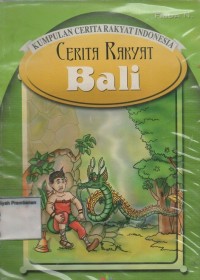 KUMPULAN CERITA RAKYAT INDONESIA
CERITA RAKYAT
Bali